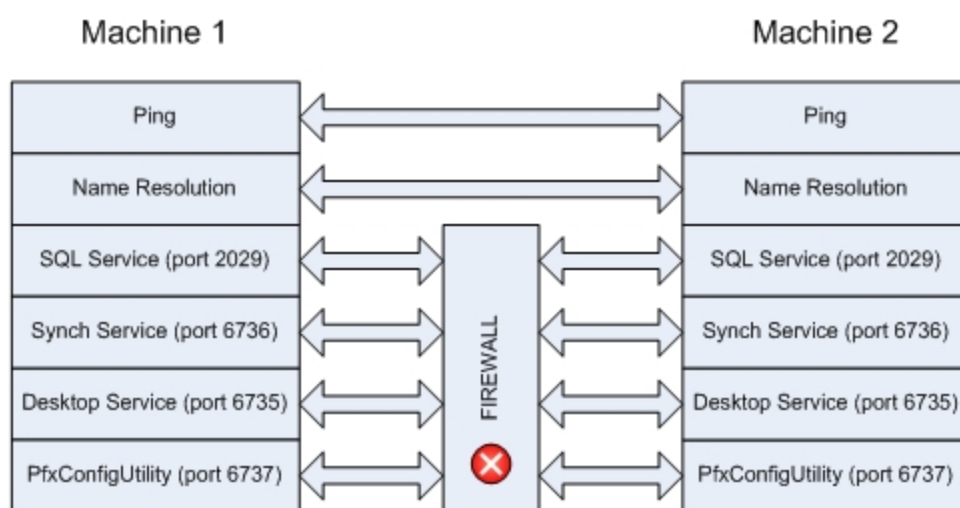 Machine 1
Machine 2
Ping
Ping
Name Resolution
Name Resolution
SQL Service (port 2029)
SQL Service (port 2029)
Synch Service (port 6736)
Synch Service (port 6736)
FIREWALL
Desktop Service (port 6735)
Desktop Service (port 6735)
PfxConfigUtility (port 6737)
PfxConfigUtility (port 6737)